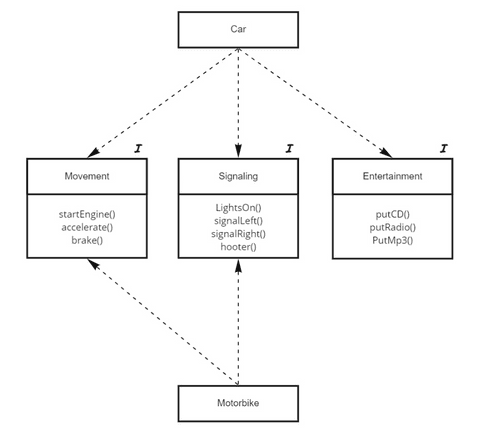 Car
I
I
I
Movement
Signaling
Entertainment
startEngine()
accelerate()
brake()
LightsOn()
signalLeft()
signalRight()
hooter()
putCD()
putRadio()
PutMp3()
Motorbike